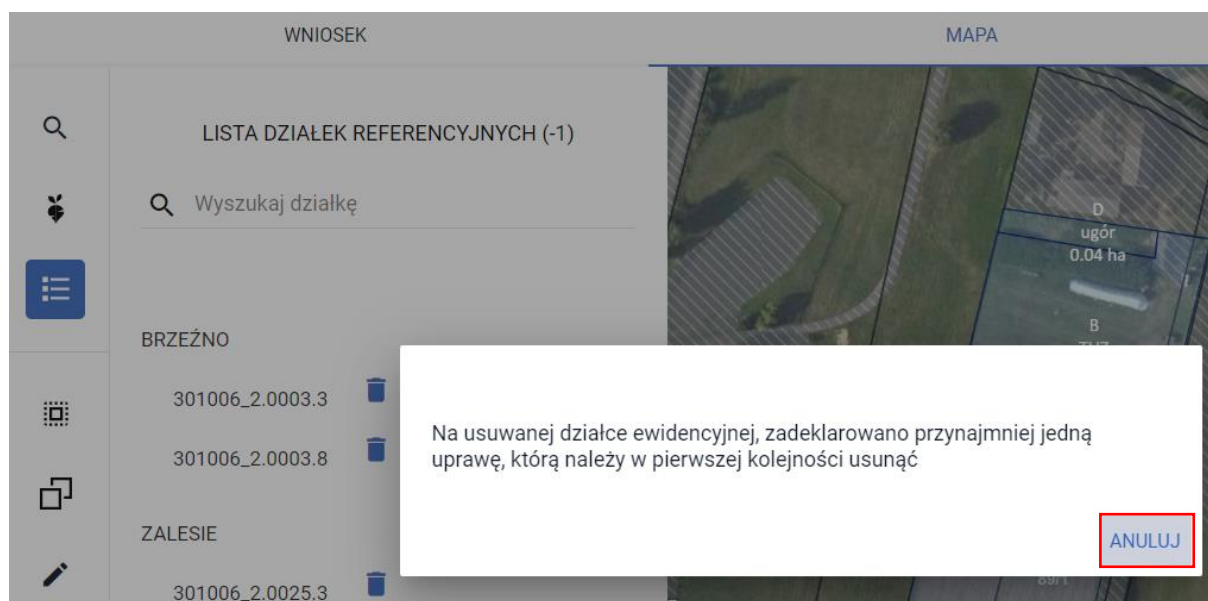 WNIOSEK
MAPA
LISTA DZIAŁEK REFERENCYJNYCH (-1)
Wyszukaj działkę
D
ugór
0.04 ha
B
BRZEŹNO
301006_2.0003.3
301006_2.0003.8
ZALESIE
301006_2.0025.3
Na usuwanej działce ewidencyjnej, zadeklarowano przynajmniej jedną
uprawę, którą należy w pierwszej kolejności usunąć
ANULUJ